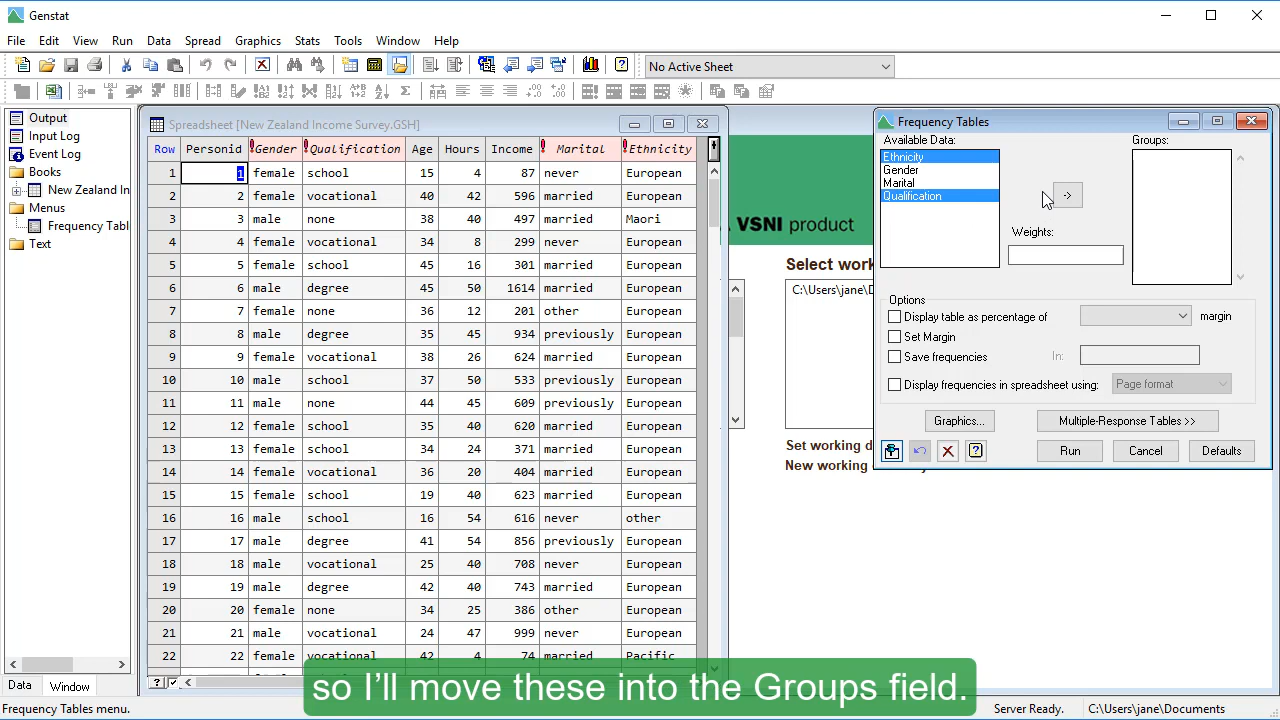 Genstat
File Edit View Run Data Spread Graphics Stats Tools Window Help
No Active Sheet
Output
Input Log
Event Log
Books
New Zealand In
Menus
Frequency Tabl
Text
Data Window
Spreadsheet [New Zealand Income Survey.GSH]
Row Personid !Gender !Qualification Age Hours Income !Marital !Ethnicity
1 1 female school 15 4 87 never European
2 2 female vocational 40 42 596 married European
3 3 male none 38 40 497 married Maori
4 4 female vocational 34 8 299 never European
5 5 female school 45 16 301 married European
6 6 male degree 45 50 1614 married European
7 7 female none 36 12 201 other European
8 8 male degree 35 45 934 previously European
9 9 female vocational 38 26 624 married European
10 10 male school 37 50 533 previously European
11 11 male none 44 45 609 previously European
12 12 female vocational 35 40 620 married European
13 13 female school 34 24 371 married European
14 14 female vocational 36 20 404 married European
15 15 female school 19 40 623 married European
16 16 male school 16 54 616 never other
17 17 male degree 41 54 856 previously European
18 18 male vocational 25 40 708 never European
19 19 male degree 42 40 743 married European
20 20 female none 34 25 386 other European
21 21 male vocational 24 47 999 never European
22 22 female vocational 42 4 74 married Pacific
VSNI product
Select work
C:\Users\jane\D
Set working d
New working
Frequency Tables
Available Data:
Groups:
Ethnicity
Gender
Marital
Qualification
->
Weights:
Options
Display table as percentage of margin
Set Margin
Save frequencies In:
Display frequencies in spreadsheet using: Page format
Graphics... Multiple-Response Tables >>
Run Cancel Defaults
so I’ll move these into the Groups field.
Frequency Tables menu. Server Ready. C:\Users\jane\Documents